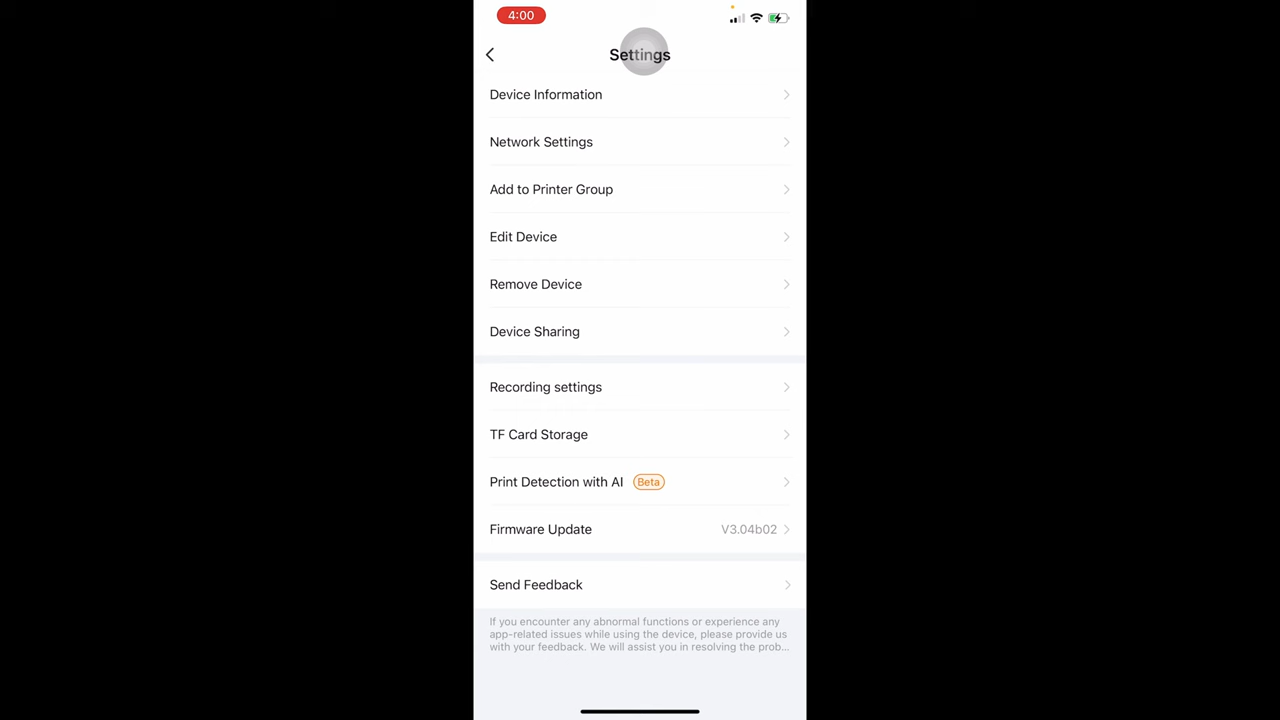 4:00
Settings
Device Information
Network Settings
Add to Printer Group
Edit Device
Remove Device
Device Sharing
Recording settings
TF Card Storage
Print Detection with AI Beta
Firmware Update V3.04b02
Send Feedback
If you encounter any abnormal functions or experience any
app-related issues while using the device, please provide us
with your feedback. We will assist you in resolving the prob...